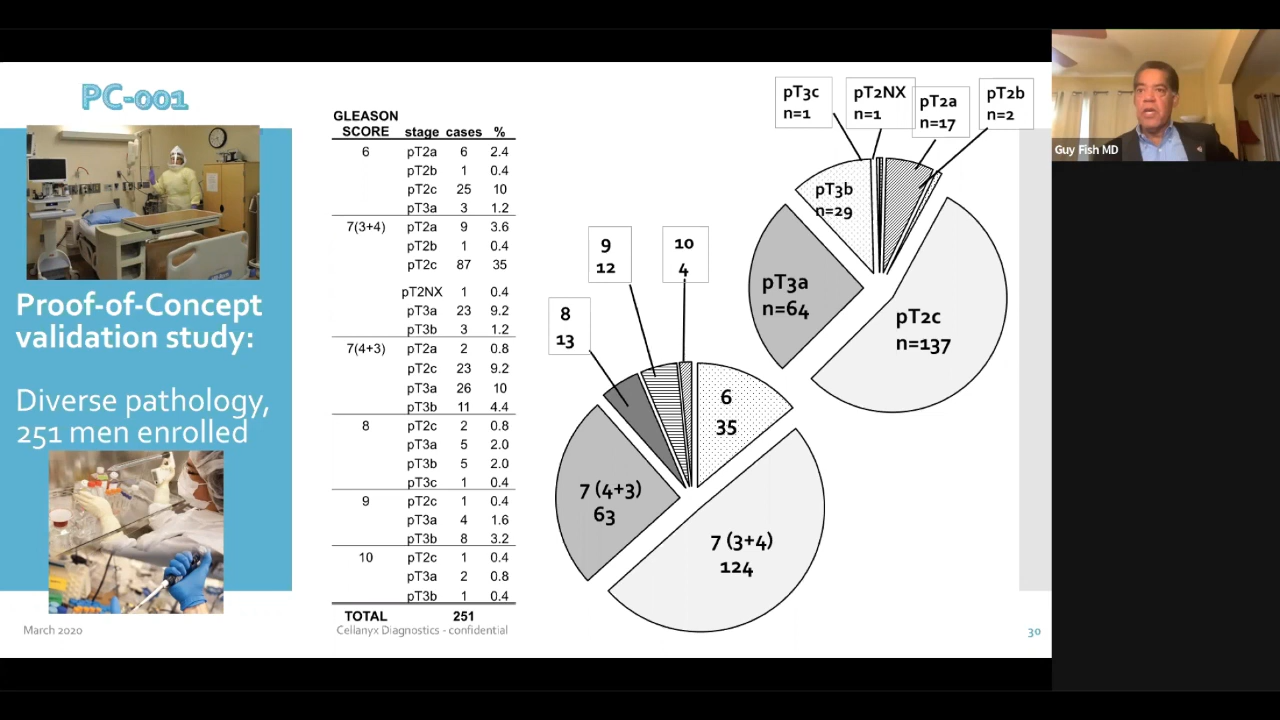 PC-001
Proof-of-Concept
validation study:
Diverse pathology,
251 men enrolled
March 2020
GLEASON
SCORE stage cases %
6 pT2a 6 2.4
pT2b 1 0.4
pT2c 25 10
pT3a 3 1.2
7(3+4) pT2a 9 3.6
pT2b 1 0.4
pT2c 87 35
pT2NX 1 0.4
pT3a 23 9.2
pT3b 3 1.2
7(4+3) pT2a 2 0.8
pT2c 23 9.2
pT3a 26 10
pT3b 11 4.4
8 pT2c 2 0.8
pT3a 5 2.0
pT3b 5 2.0
pT3c 1 0.4
9 pT2c 1 0.4
pT3a 4 1.6
pT3b 8 3.2
10 pT2c 1 0.4
pT3a 2 0.8
pT3b 1 0.4
TOTAL 251
Cellanyx Diagnostics - confidential
8
13
9
12
10
4
6
35
7 (4+3)
63
7 (3+4)
124
pT3c
n=1
pT2NX
n=1
pT2a
n=17
pT2b
n=2
pT3b
n=29
pT3a
n=64
pT2c
n=137
30
Guy Fish MD